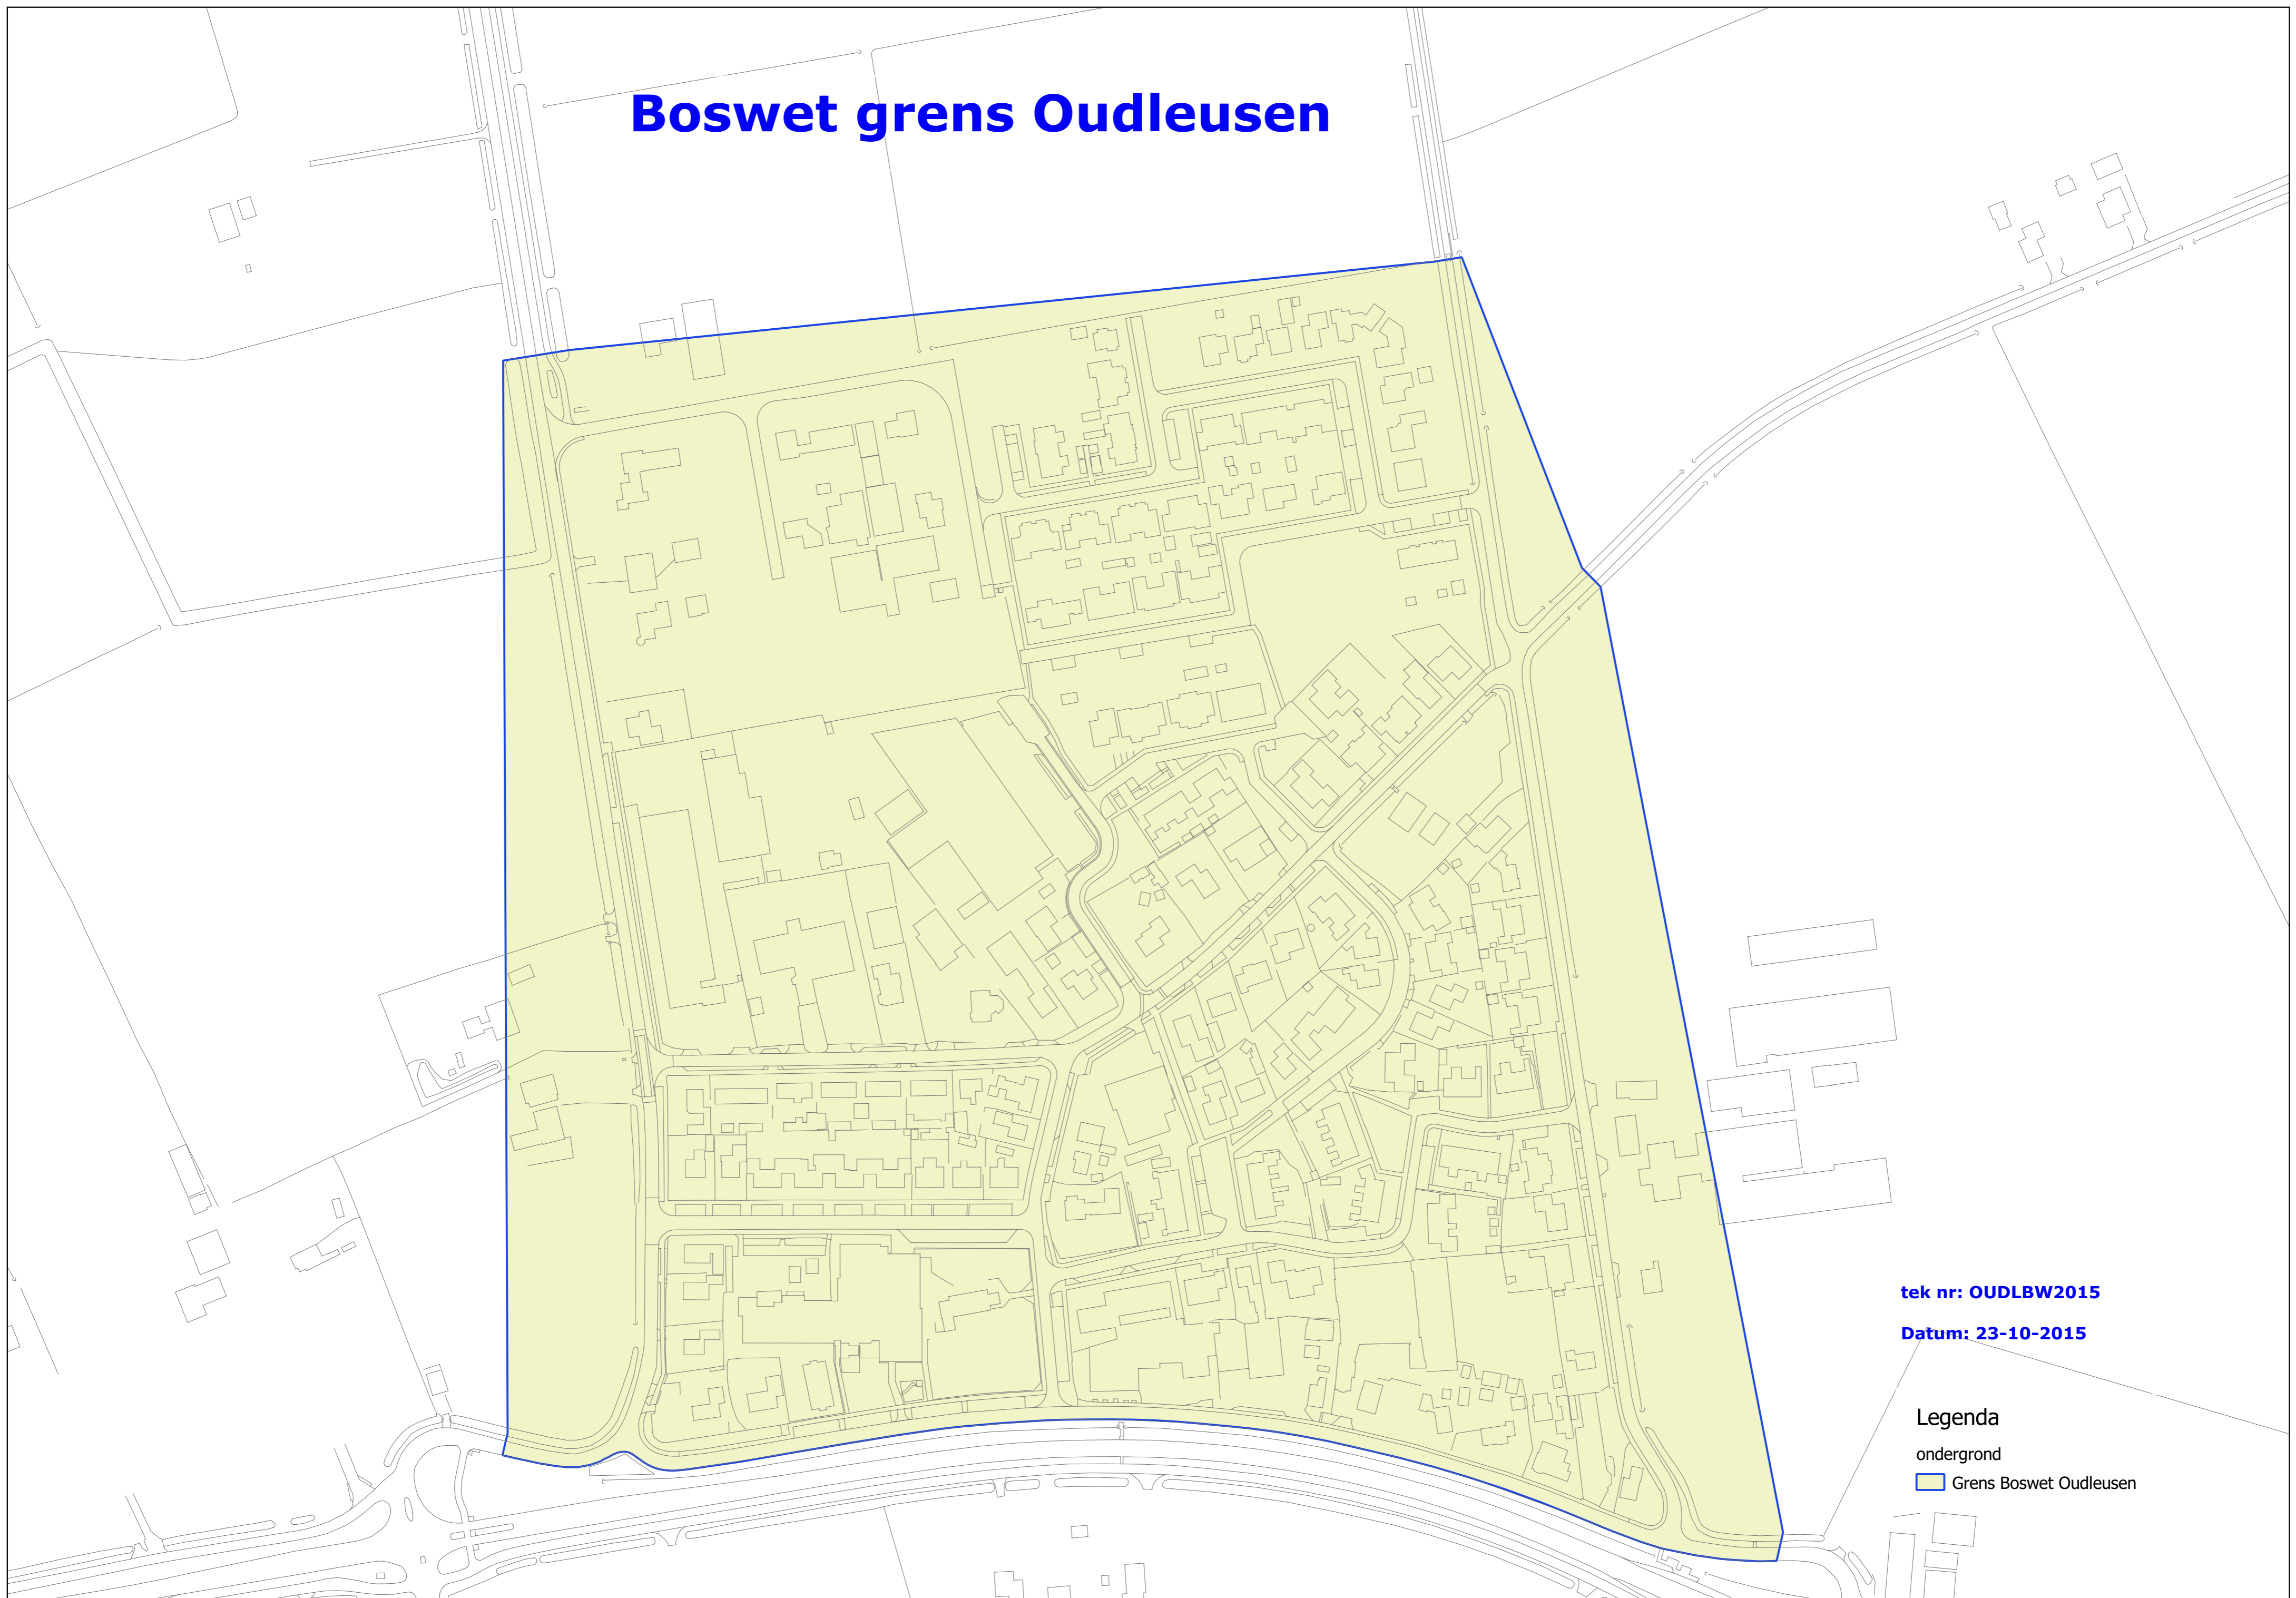 Boswet grens Oudleusen
tek nr: OUDLBW2015
Datum: 23-10-2015
Legenda
ondergrond
Grens Boswet Oudleusen